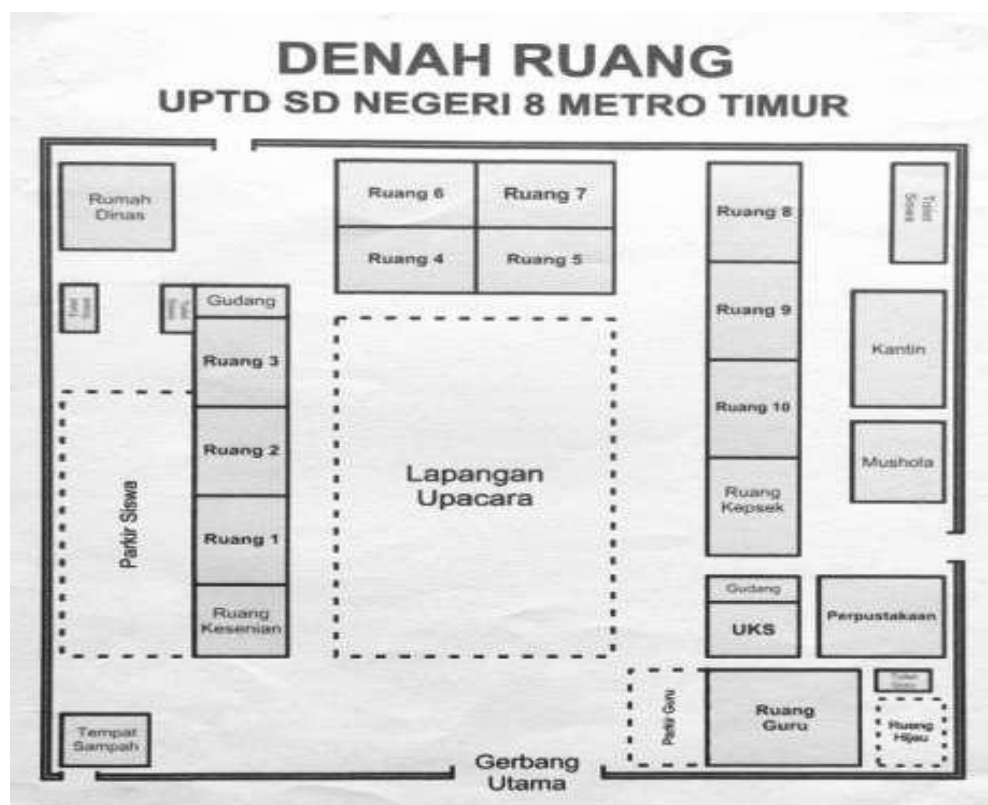 DENAH RUANG
UPTD SD NEGERI 8 METRO TIMUR
Rumah
Dinas
Ruang 6
Ruang 7
Ruang 4
Ruang 5
Ruang 8
Toilet
Siswa
Gudang
Ruang 3
Ruang 9
Kantin
Ruang 2
Ruang 10
Lapangan
Upacara
Mushola
Parkir Siswa
Ruang 1
Ruang
Kepsek
Ruang
Kesenian
Gudang
UKS
Perpustakaan
Toilet
Tempat
Sampah
Parkir Guru
Ruang
Guru
Ruang
Hijau
Gerbang
Utama